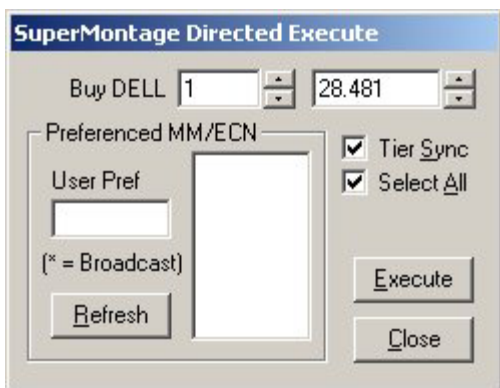 SuperMontage Directed Execute
Buy DELL 1 28.481
Preferenced MM/ECN
Tier Sync
User Pref
Select All
(* = Broadcast)
Refresh
Execute
Close